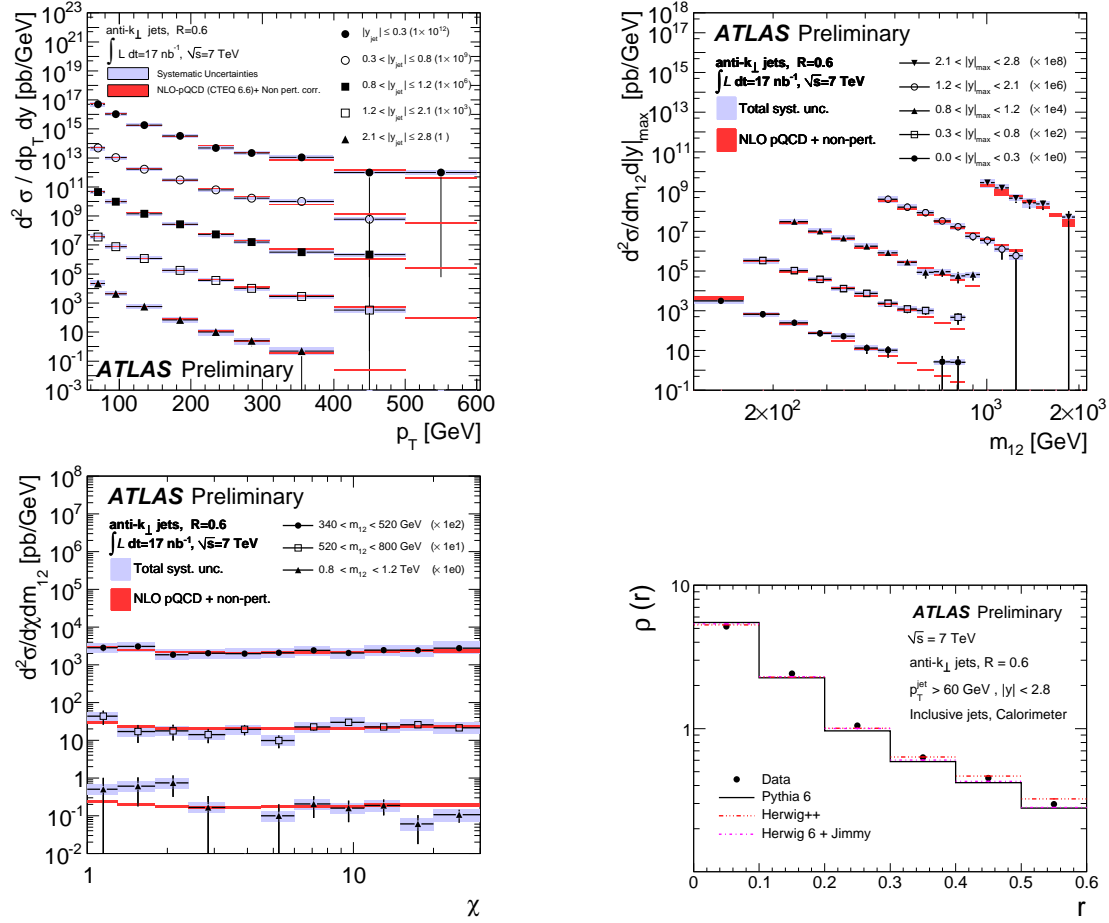 10^23
10^21
10^19
10^17
10^15
10^13
10^11
10^9
10^7
10^5
10^3
10
10^-1
10^-3
d^2 σ / dp_T dy [pb/GeV]
anti-k_⊥ jets, R=0.6
∫ L dt=17 nb^-1, √s=7 TeV
Systematic Uncertainties
NLO-pQCD (CTEQ 6.6)+ Non pert. corr.
|y_jet| ≤ 0.3 (1× 10^12)
0.3 < |y_jet| ≤ 0.8 (1× 10^9)
0.8 < |y_jet| ≤ 1.2 (1× 10^6)
1.2 < |y_jet| ≤ 2.1 (1× 10^3)
2.1 < |y_jet| ≤ 2.8 (1)
ATLAS Preliminary
100 200 300 400 500 600
p_T [GeV]
10^18
10^17
10^15
10^13
10^11
10^9
10^7
10^5
10^3
10
10^-1
d^2σ/dm_12d|y|_max [pb/GeV]
ATLAS Preliminary
anti-k_⊥ jets, R=0.6
∫ L dt=17 nb^-1, √s=7 TeV
Total syst. unc.
NLO pQCD + non-pert.
2.1 < |y|_max < 2.8 (× 1e8)
1.2 < |y|_max < 2.1 (× 1e6)
0.8 < |y|_max < 1.2 (× 1e4)
0.3 < |y|_max < 0.8 (× 1e2)
0.0 < |y|_max < 0.3 (× 1e0)
2×10^2 10^3 2×10^3
m_12 [GeV]
10^8
10^7
10^6
10^5
10^4
10^3
10^2
10
1
10^-1
10^-2
d^2σ/dχdm_12 [pb/GeV]
ATLAS Preliminary
anti-k_⊥ jets, R=0.6
∫ L dt=17 nb^-1, √s=7 TeV
Total syst. unc.
NLO pQCD + non-pert.
340 < m_12 < 520 GeV (× 1e2)
520 < m_12 < 800 GeV (× 1e1)
0.8 < m_12 < 1.2 TeV (× 1e0)
1 10
χ
10
1
ρ (r)
ATLAS Preliminary
√s = 7 TeV
anti-k_⊥ jets, R = 0.6
p_T^jet > 60 GeV , |y| < 2.8
Inclusive jets, Calorimeter
Data
Pythia 6
Herwig++
Herwig 6 + Jimmy
0 0.1 0.2 0.3 0.4 0.5 0.6
r